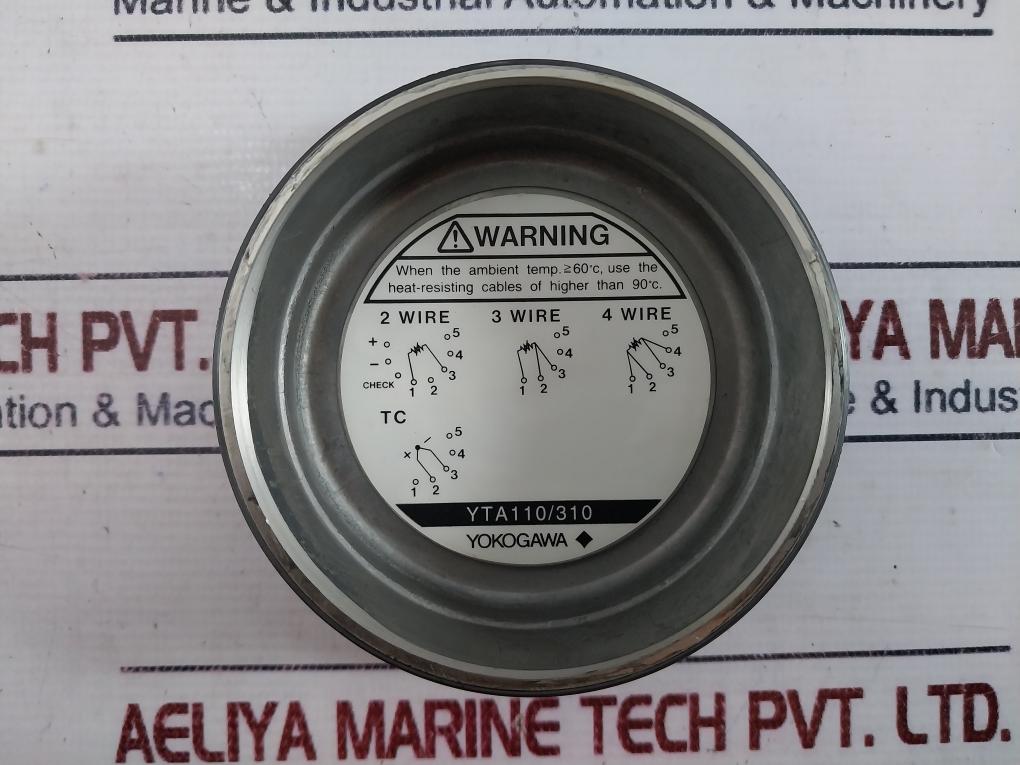 Marine & Industrial Automation & Machinery
⚠WARNING
When the ambient temp.≥60°c, use the
heat-resisting cables of higher than 90°c.
2 WIRE 3 WIRE 4 WIRE
+ 5 5 5
− 4 4 4
CHECK 3 3 3
1 2 1 2 1 2
TC
− 5
+ 4
3
1 2
YTA110/310
YOKOGAWA ◆
CH PVT.
YA MA
& Mac
& Indus
AELIYA MARINE TECH PVT. LTD.